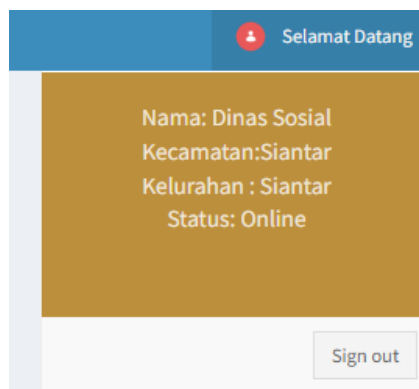 Selamat Datang
Nama: Dinas Sosial
Kecamatan:Siantar
Kelurahan : Siantar
Status: Online
Sign out